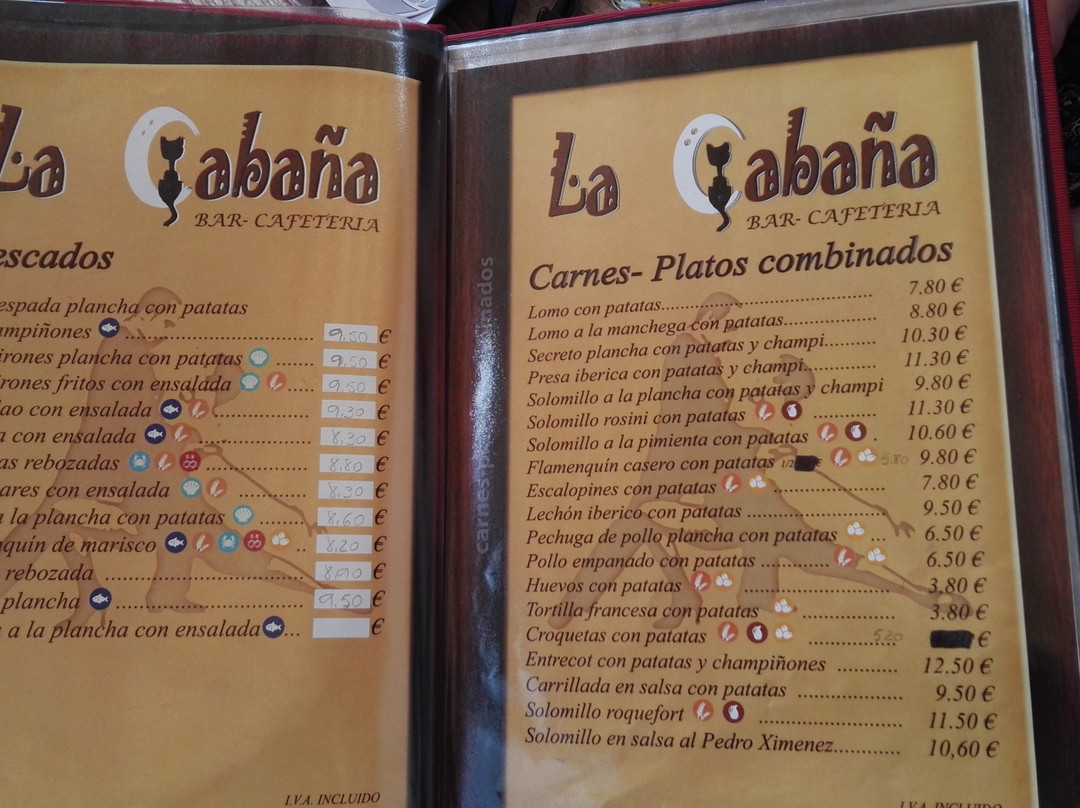 La Cabaña
BAR- CAFETERIA
escados
espada plancha con patatas
ampiñones .......... 9,50 €
irones plancha con patatas .......... 9,50 €
rones fritos con ensalada .......... 9,50 €
lao con ensalada .......... 9,30 €
a con ensalada .......... 8,30 €
as rebozadas .......... 8,80 €
ares con ensalada .......... 8,30 €
a la plancha con patatas .......... 8,60 €
quín de marisco .. 8,20 €
rebozada .......... €
plancha .......... 9,50 €
a a la plancha con ensalada ... €
I.V.A. INCLUIDO
carnes
La Cabaña
BAR- CAFETERIA
Carnes- Platos combinados
Lomo con patatas.......... 7.80 €
Lomo a la manchega con patatas.......... 8.80 €
Secreto plancha con patatas y champi.......... 10.30 €
Presa iberica con patatas y champi.......... 11.30 €
Solomillo a la plancha con patatas y champi 9.80 €
Solomillo rosini con patatas .......... 11.30 €
Solomillo a la pimienta con patatas . 10.60 €
Flamenquín casero con patatas 1/2 € 5.80 9.80 €
Escalopines con patatas .......... 7.80 €
Lechón iberico con patatas .......... 9.50 €
Pechuga de pollo plancha con patatas ... 6.50 €
Pollo empanado con patatas .......... 6.50 €
Huevos con patatas .......... 3.80 €
Tortilla francesa con patatas .......... 3.80 €
Croquetas con patatas .......... 5.20 €
Entrecot con patatas y champiñones .......... 12.50 €
Carrillada en salsa con patatas .......... 9.50 €
Solomillo roquefort .......... 11.50 €
Solomillo en salsa al Pedro Ximenez.......... 10,60 €
I.V.A. INCLUIDO